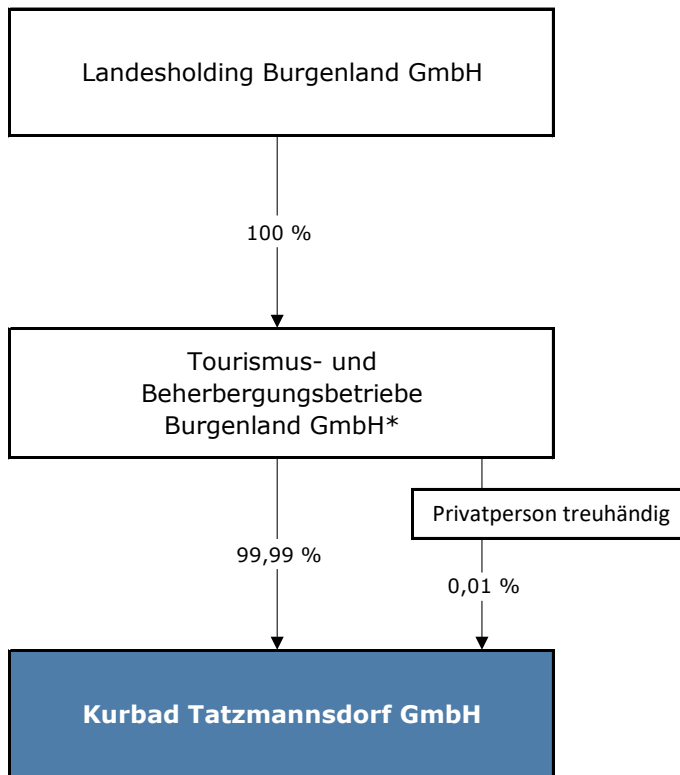 Landesholding Burgenland GmbH
100 %
Tourismus- und
Beherbergungsbetriebe
Burgenland GmbH*
Privatperson treuhändig
99,99 %
0,01 %
Kurbad Tatzmannsdorf GmbH